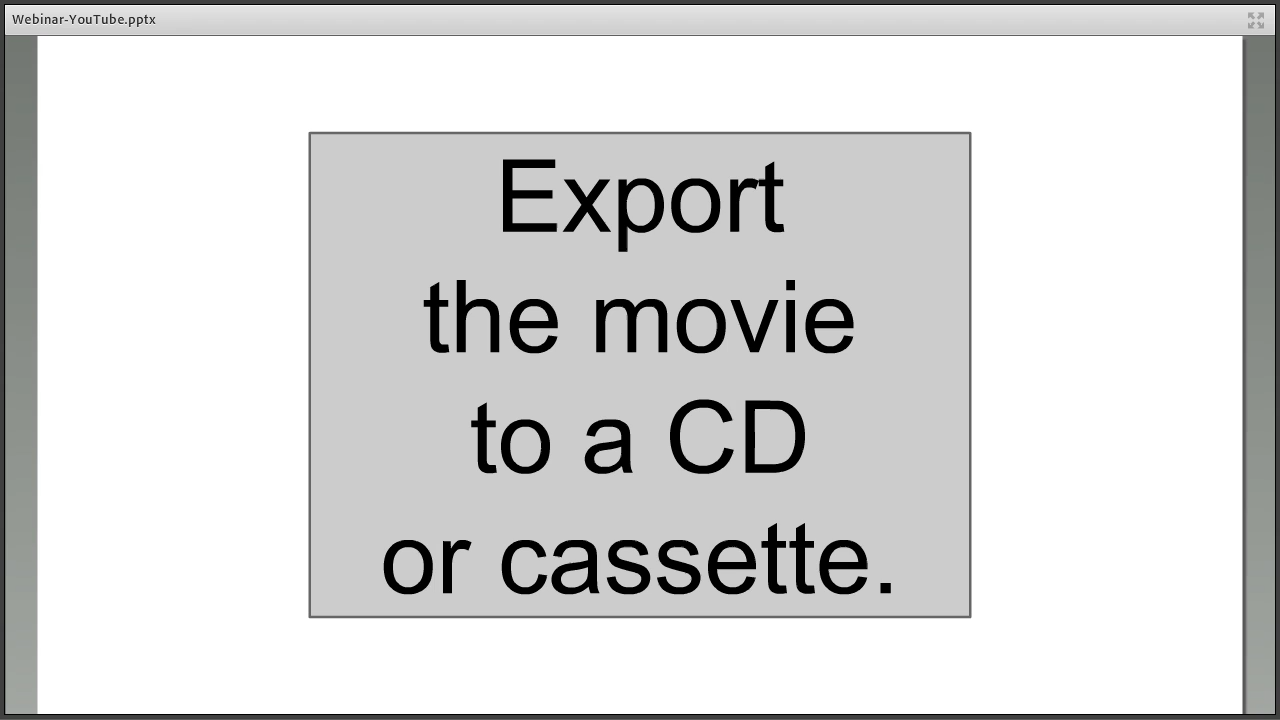 Webinar-YouTube.pptx
Export
the movie
to a CD
or cassette.